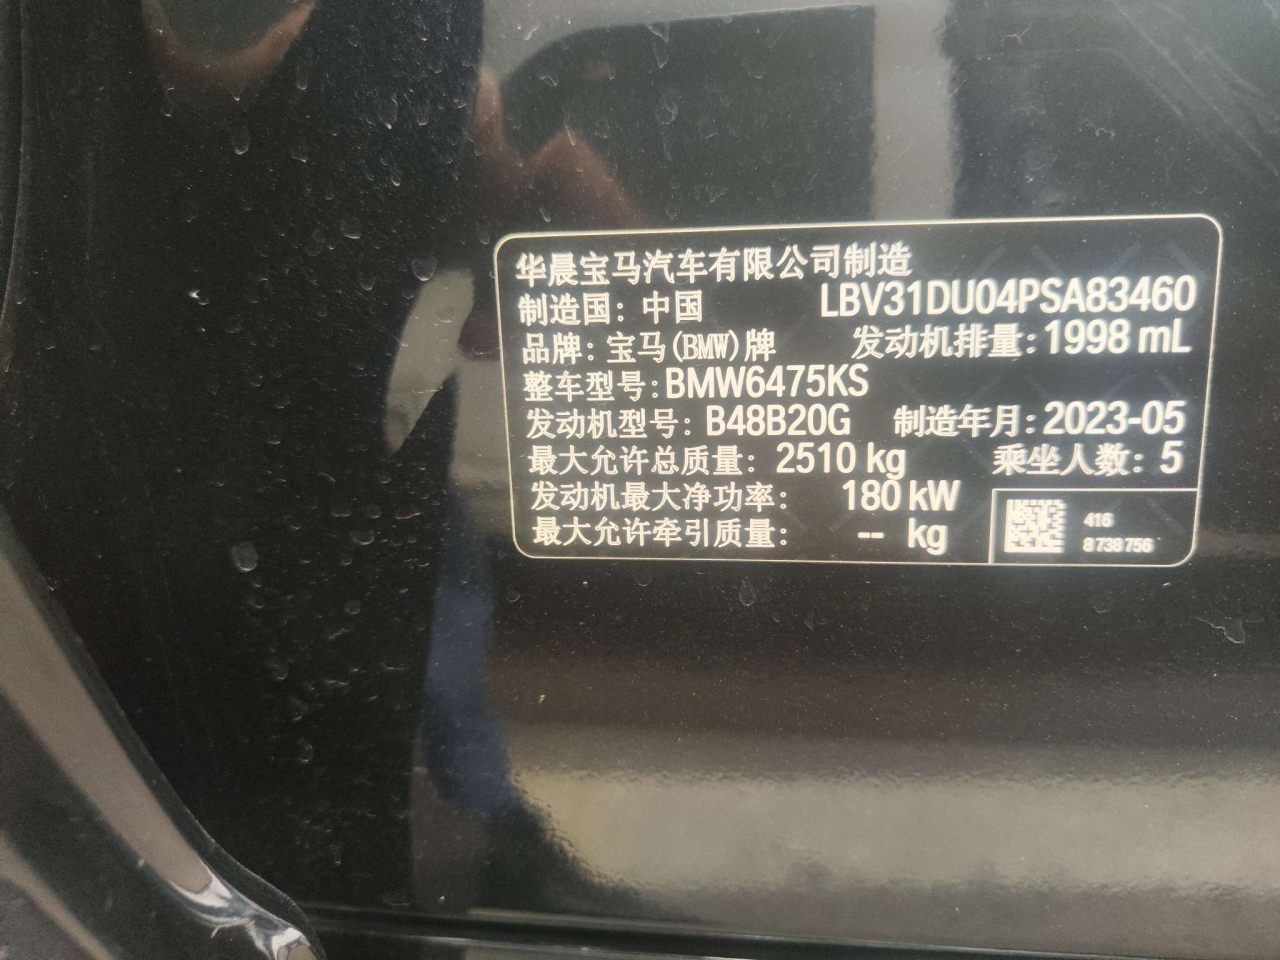 华晨宝马汽车有限公司制造
制造国：中国 LBV31DU04PSA83460
品牌：宝马(BMW)牌 发动机排量：1998 mL
整车型号：BMW6475KS
发动机型号：B48B20G 制造年月：2023-05
最大允许总质量：2510 kg 乘坐人数：5
发动机最大净功率：180 kW
最大允许牵引质量：-- kg
416
8738756